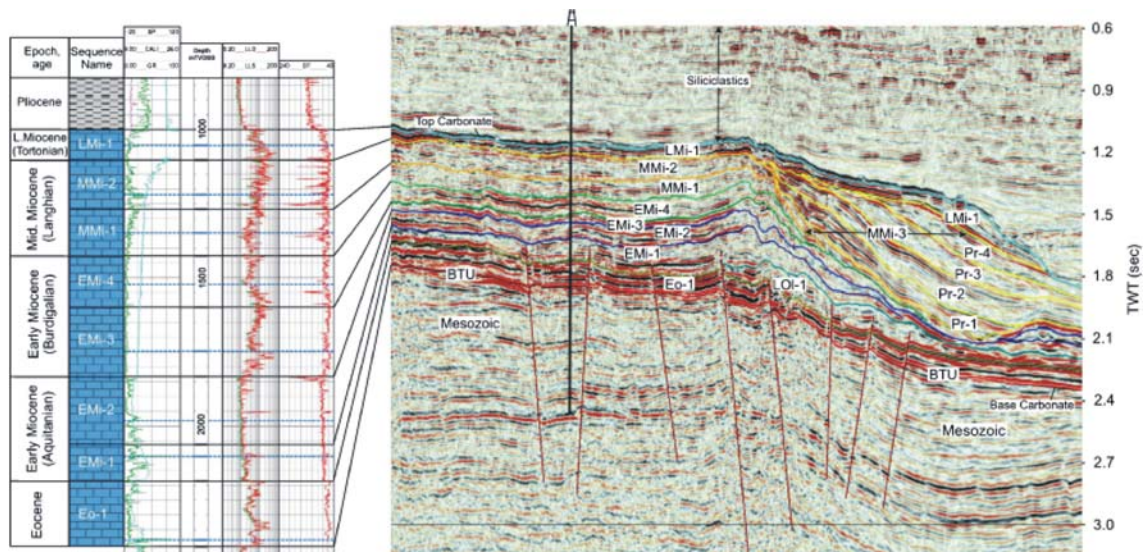 Epoch,
age
Sequence
Name
Depth
Pliocene
L.Miocene
(Tortonian)
LMi-1
Mid. Miocene
(Langhian)
MMi-2
MMi-1
Early Miocene
(Burdigalian)
EMi-4
EMi-3
Early Miocene
(Aquitanian)
EMi-2
EMi-1
Eocene
Eo-1
1000
1500
2000
Siliciclastics
Top Carbonate
LMi-1
MMi-2
MMi-1
EMi-4
EMi-3
EMi-2
EMi-1
BTU
Eo-1
LOl-1
Mesozoic
LMi-1
MMi-3
Pr-4
Pr-3
Pr-2
Pr-1
BTU
Base Carbonate
Mesozoic
0.6
0.9
1.2
1.5
1.8
2.1
2.4
2.7
3.0
TWT (sec)